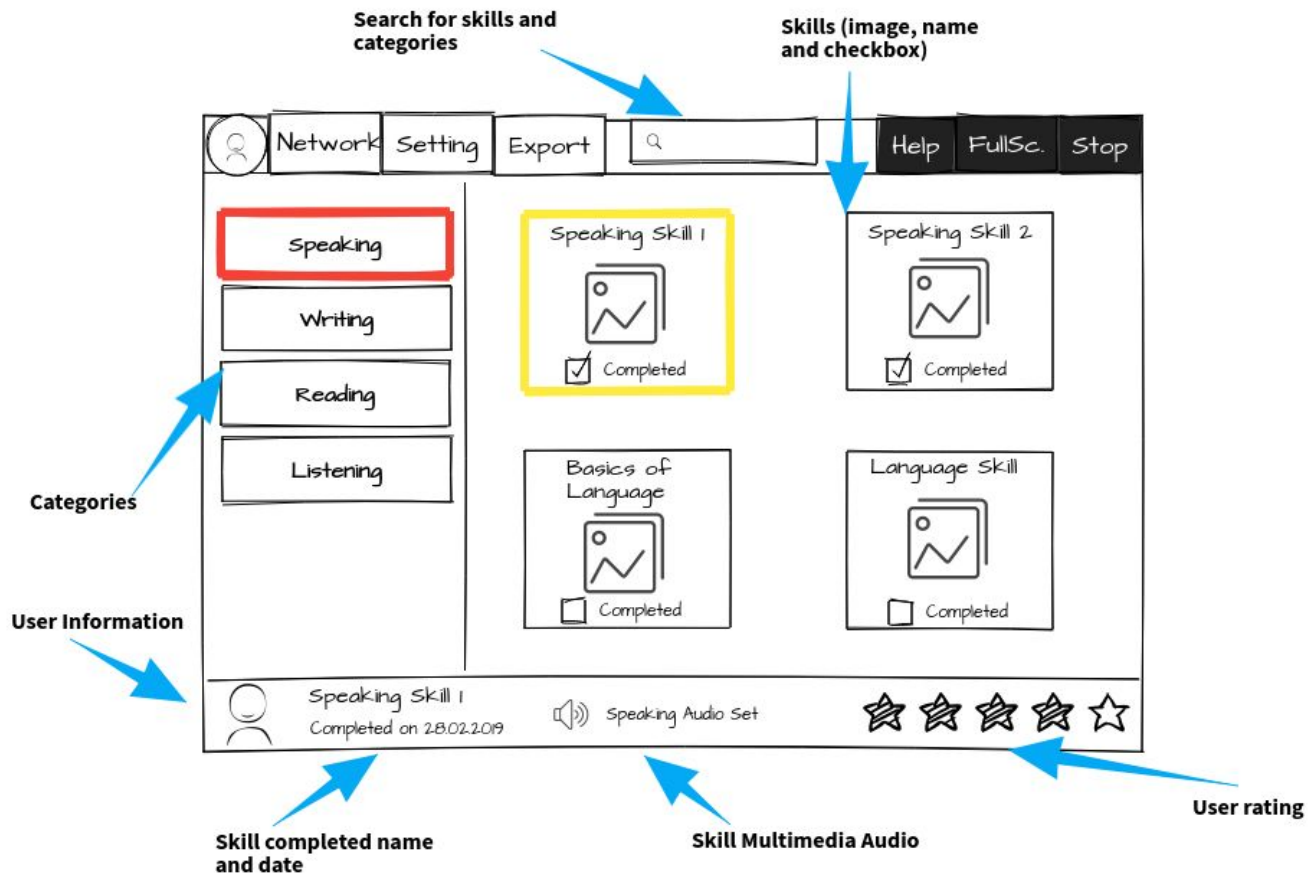 Search for skills and
categories
Skills (image, name
and checkbox)
Network
Setting
Export
Help
FullSc.
Stop
Speaking
Writing
Reading
Listening
Speaking Skill 1
Completed
Speaking Skill 2
Completed
Basics of
Language
Completed
Language Skill
Completed
Categories
User Information
Speaking Skill 1
Completed on 28.02.2019
Speaking Audio Set
Skill completed name
and date
Skill Multimedia Audio
User rating